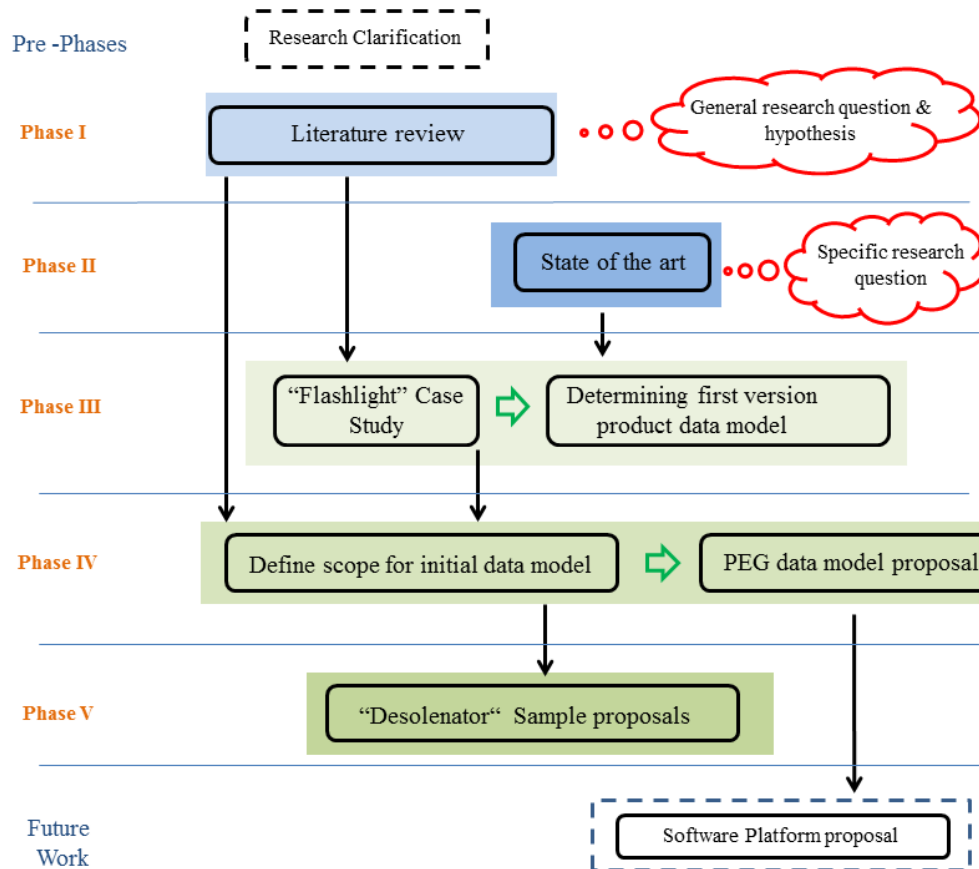 Pre -Phases
Research Clarification
Phase I
Literature review
General research question &
hypothesis
Phase II
State of the art
Specific research
question
Phase III
“Flashlight” Case
Study
Determining first version
product data model
Phase IV
Define scope for initial data model
PEG data model proposal
Phase V
“Desolenator“ Sample proposals
Future
Work
Software Platform proposal